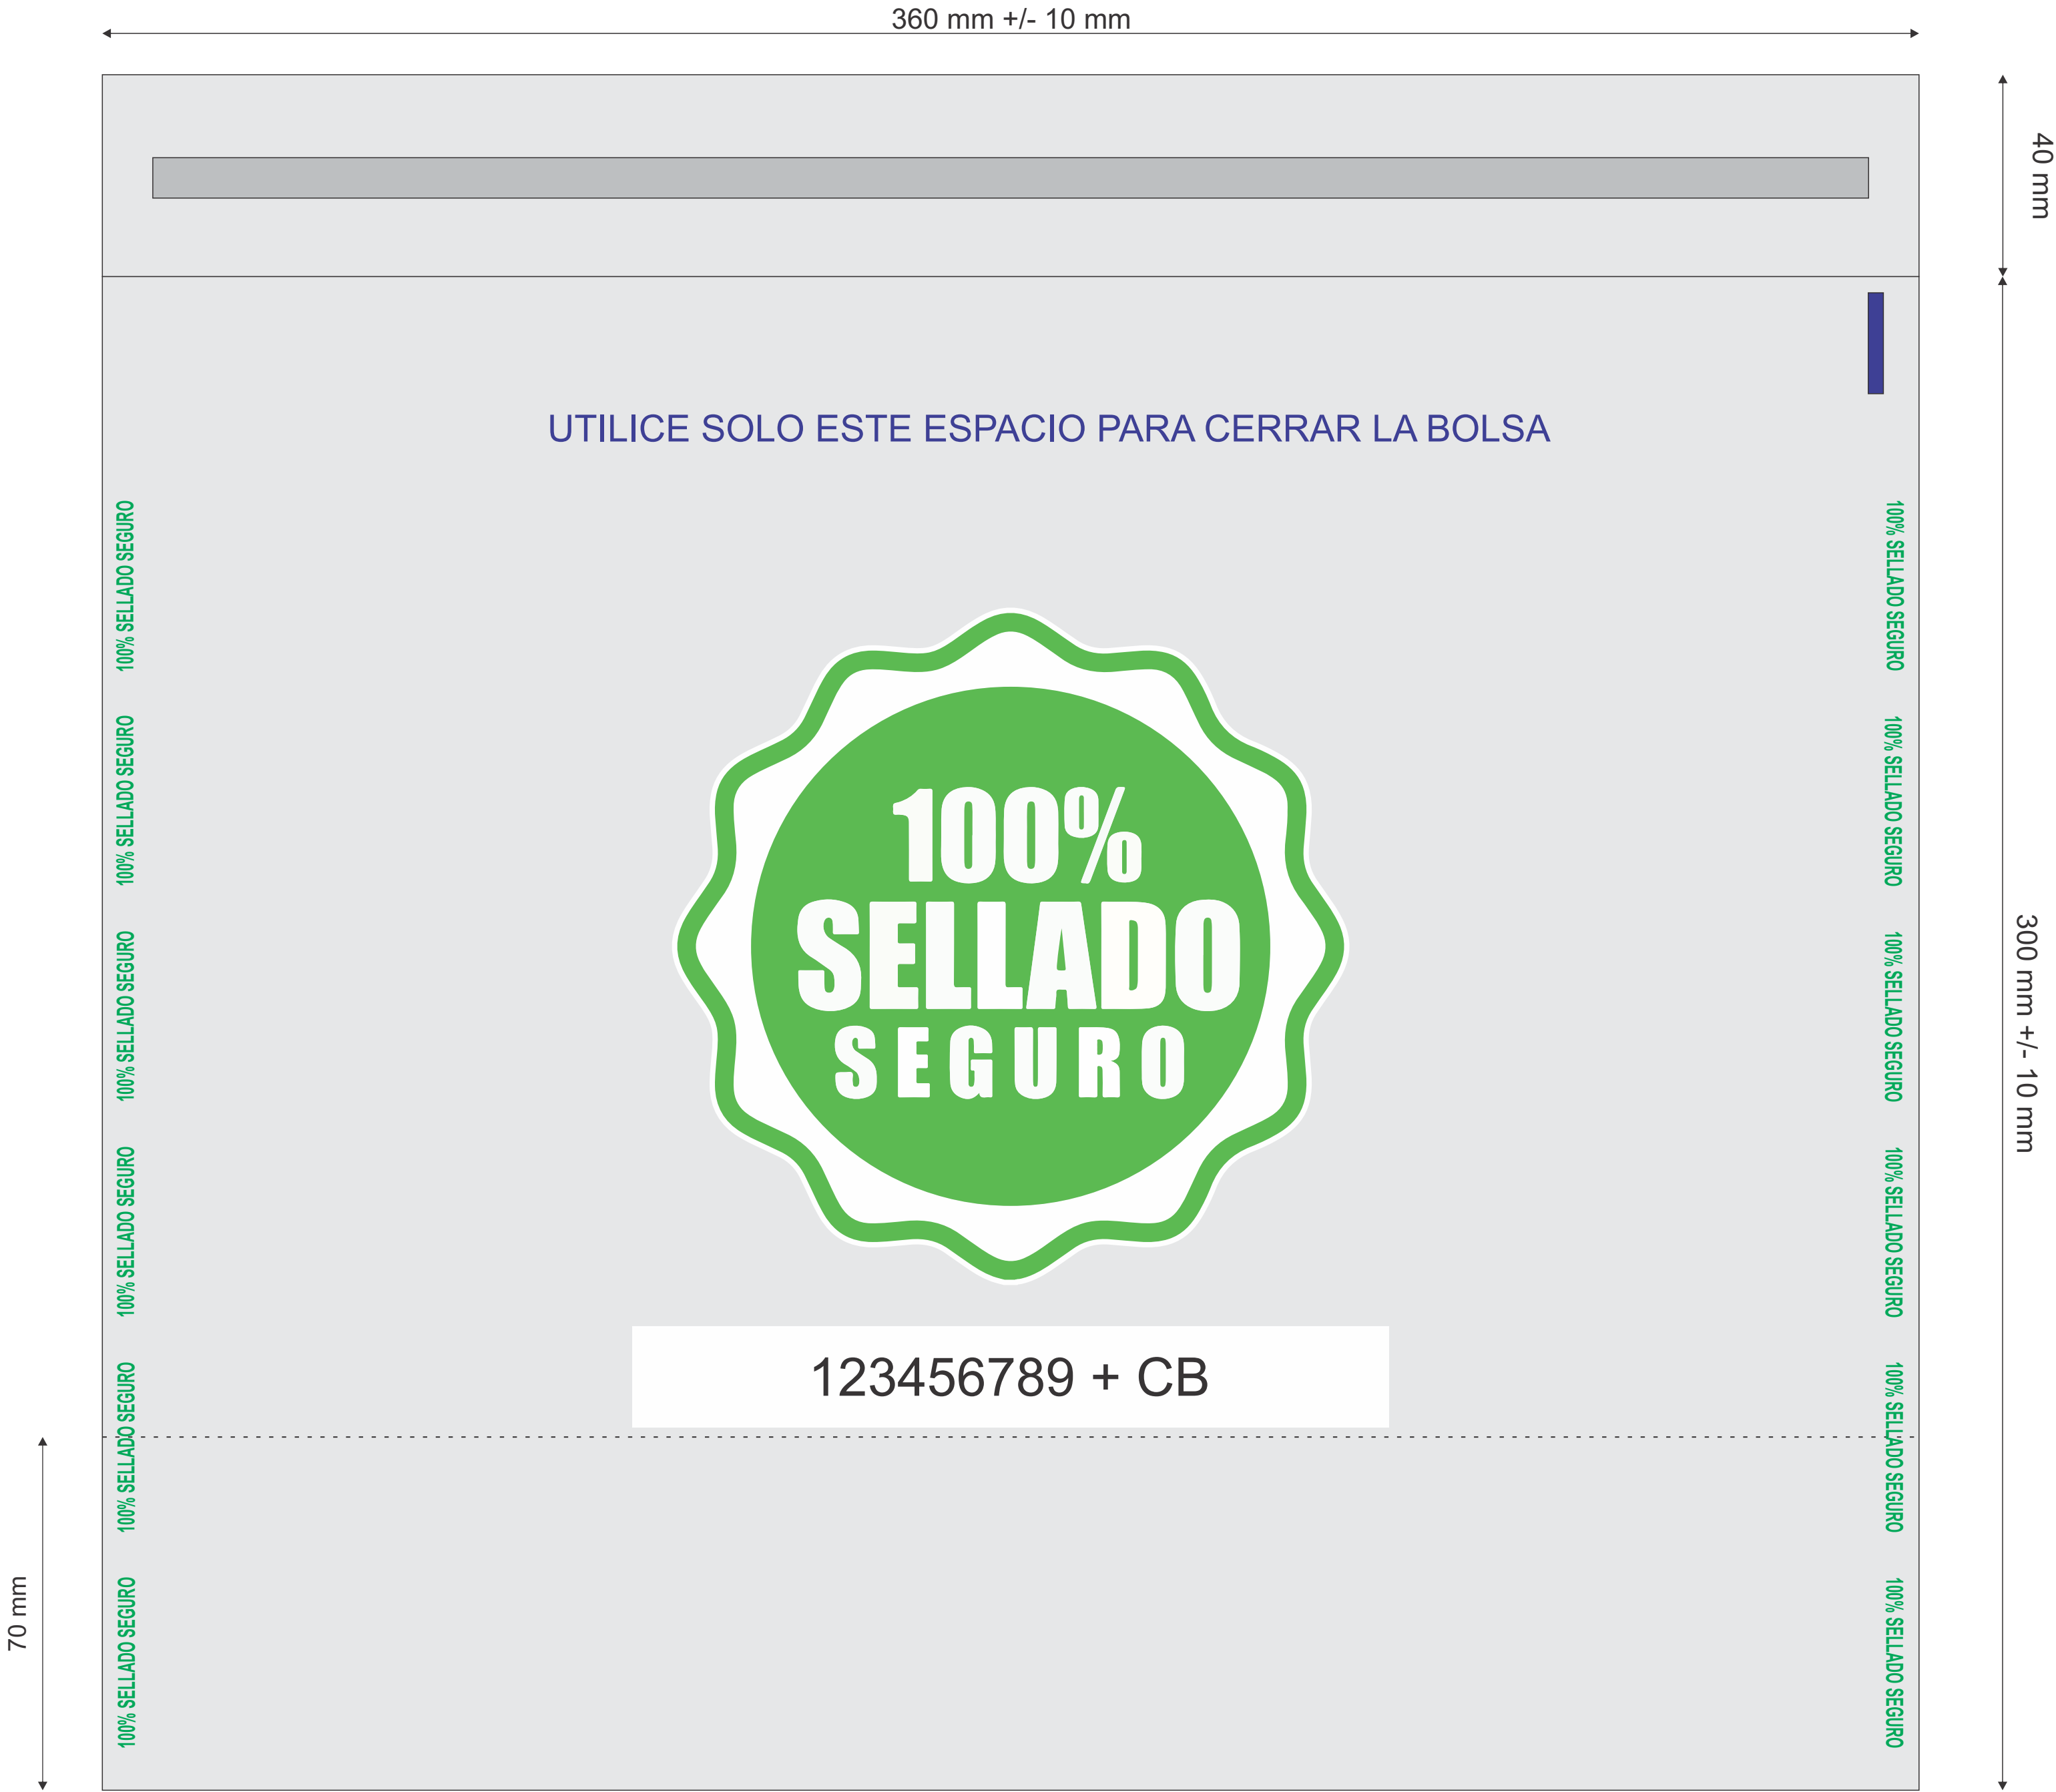 360 mm +/- 10 mm
40 mm
UTILICE SOLO ESTE ESPACIO PARA CERRAR LA BOLSA
100% SELLADO SEGURO
100% SELLADO SEGURO
100% SELLADO SEGURO
100% SELLADO SEGURO
100% SELLADO SEGURO
100% SELLADO SEGURO
100%
SELLADO
SEGURO
123456789 + CB
100% SELLADO SEGURO
100% SELLADO SEGURO
100% SELLADO SEGURO
100% SELLADO SEGURO
100% SELLADO SEGURO
100% SELLADO SEGURO
300 mm +/- 10 mm
70 mm